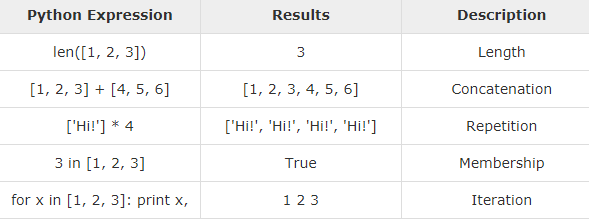 Python Expression Results Description
len([1, 2, 3]) 3 Length
[1, 2, 3] + [4, 5, 6] [1, 2, 3, 4, 5, 6] Concatenation
['Hi!'] * 4 ['Hi!', 'Hi!', 'Hi!', 'Hi!'] Repetition
3 in [1, 2, 3] True Membership
for x in [1, 2, 3]: print x, 1 2 3 Iteration